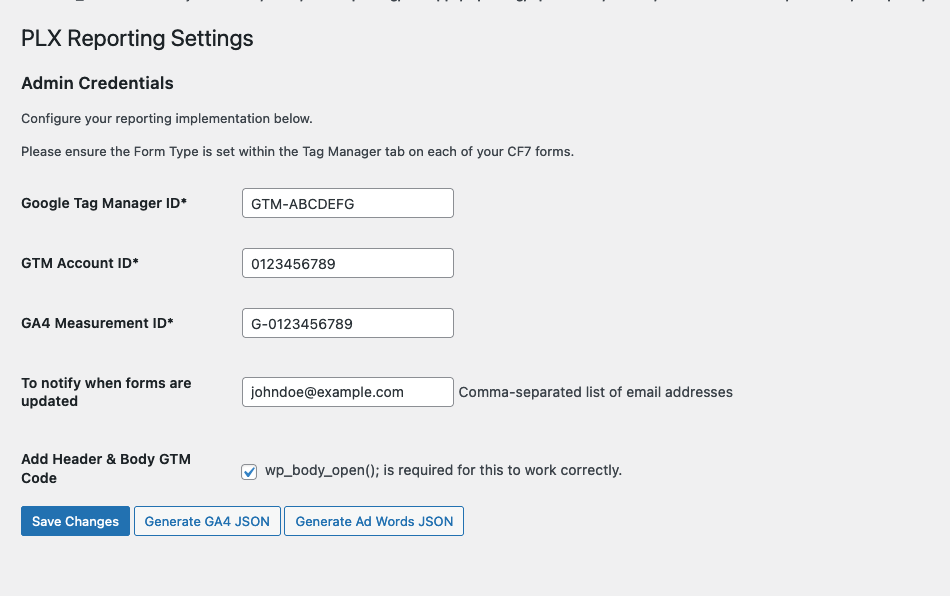 PLX Reporting Settings
Admin Credentials
Configure your reporting implementation below.
Please ensure the Form Type is set within the Tag Manager tab on each of your CF7 forms.
Google Tag Manager ID* GTM-ABCDEFG
GTM Account ID* 0123456789
GA4 Measurement ID* G-0123456789
To notify when forms are
updated
johndoe@example.com Comma-separated list of email addresses
Add Header & Body GTM
Code
wp_body_open(); is required for this to work correctly.
Save Changes Generate GA4 JSON Generate Ad Words JSON